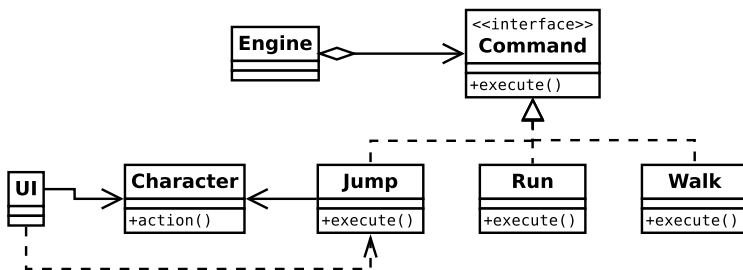 Engine
<<interface>>
Command
+execute()
UI
Character
+action()
Jump
+execute()
Run
+execute()
Walk
+execute()